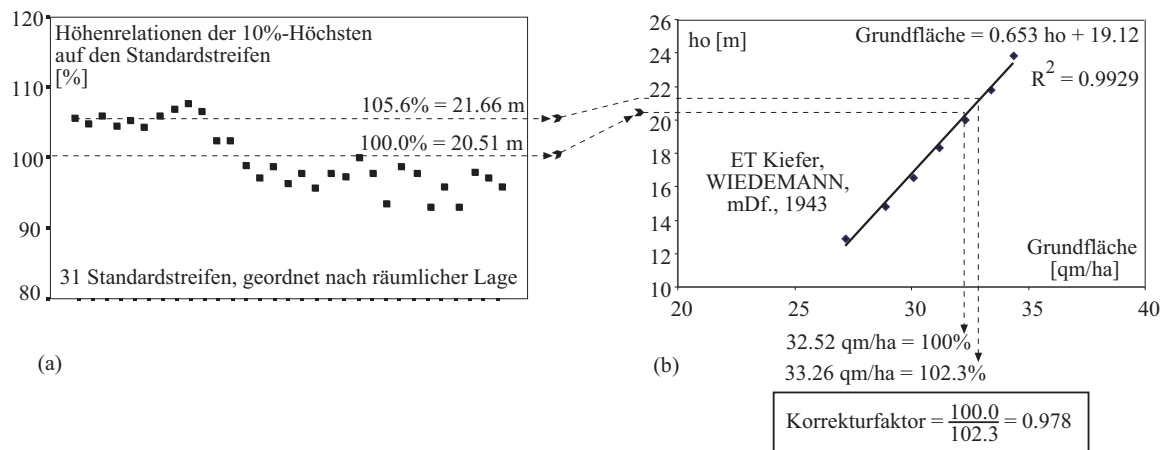 120
Höhenrelationen der 10%-Höchsten
auf den Standardstreifen
[%]
110
105.6% = 21.66 m
100.0% = 20.51 m
100
90
31 Standardstreifen, geordnet nach räumlicher Lage
80
(a)
26
ho [m]
Grundfläche = 0.653 ho + 19.12
24
R² = 0.9929
22
20
18
ET Kiefer,
WIEDEMANN,
mDf., 1943
16
14
12
Grundfläche
[qm/ha]
10
20 25 30 35 40
32.52 qm/ha = 100%
(b)
33.26 qm/ha = 102.3%
Korrekturfaktor = 100.0/102.3 = 0.978